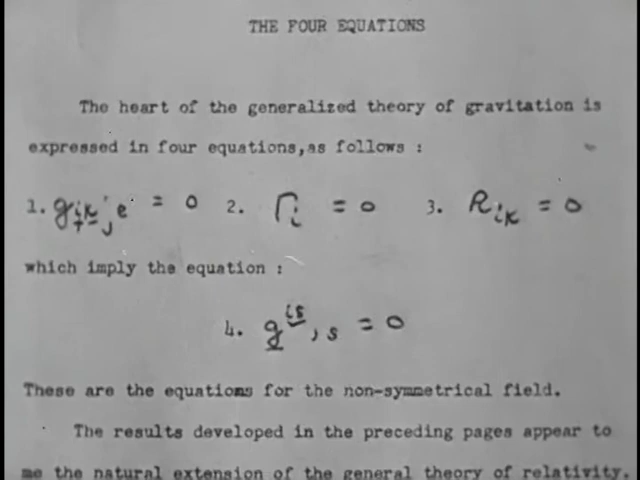 THE FOUR EQUATIONS
The heart of the generalized theory of gravitation is
expressed in four equations,as follows :
1. g_{i̲k̲;e} = 0 2. Γ_i = 0 3. R_{ik} = 0
which imply the equation :
4. g^{i̲s̲}_{,s} = 0
These are the equations for the non-symmetrical field.
The results developed in the preceding pages appear to
me the natural extension of the general theory of relativity.